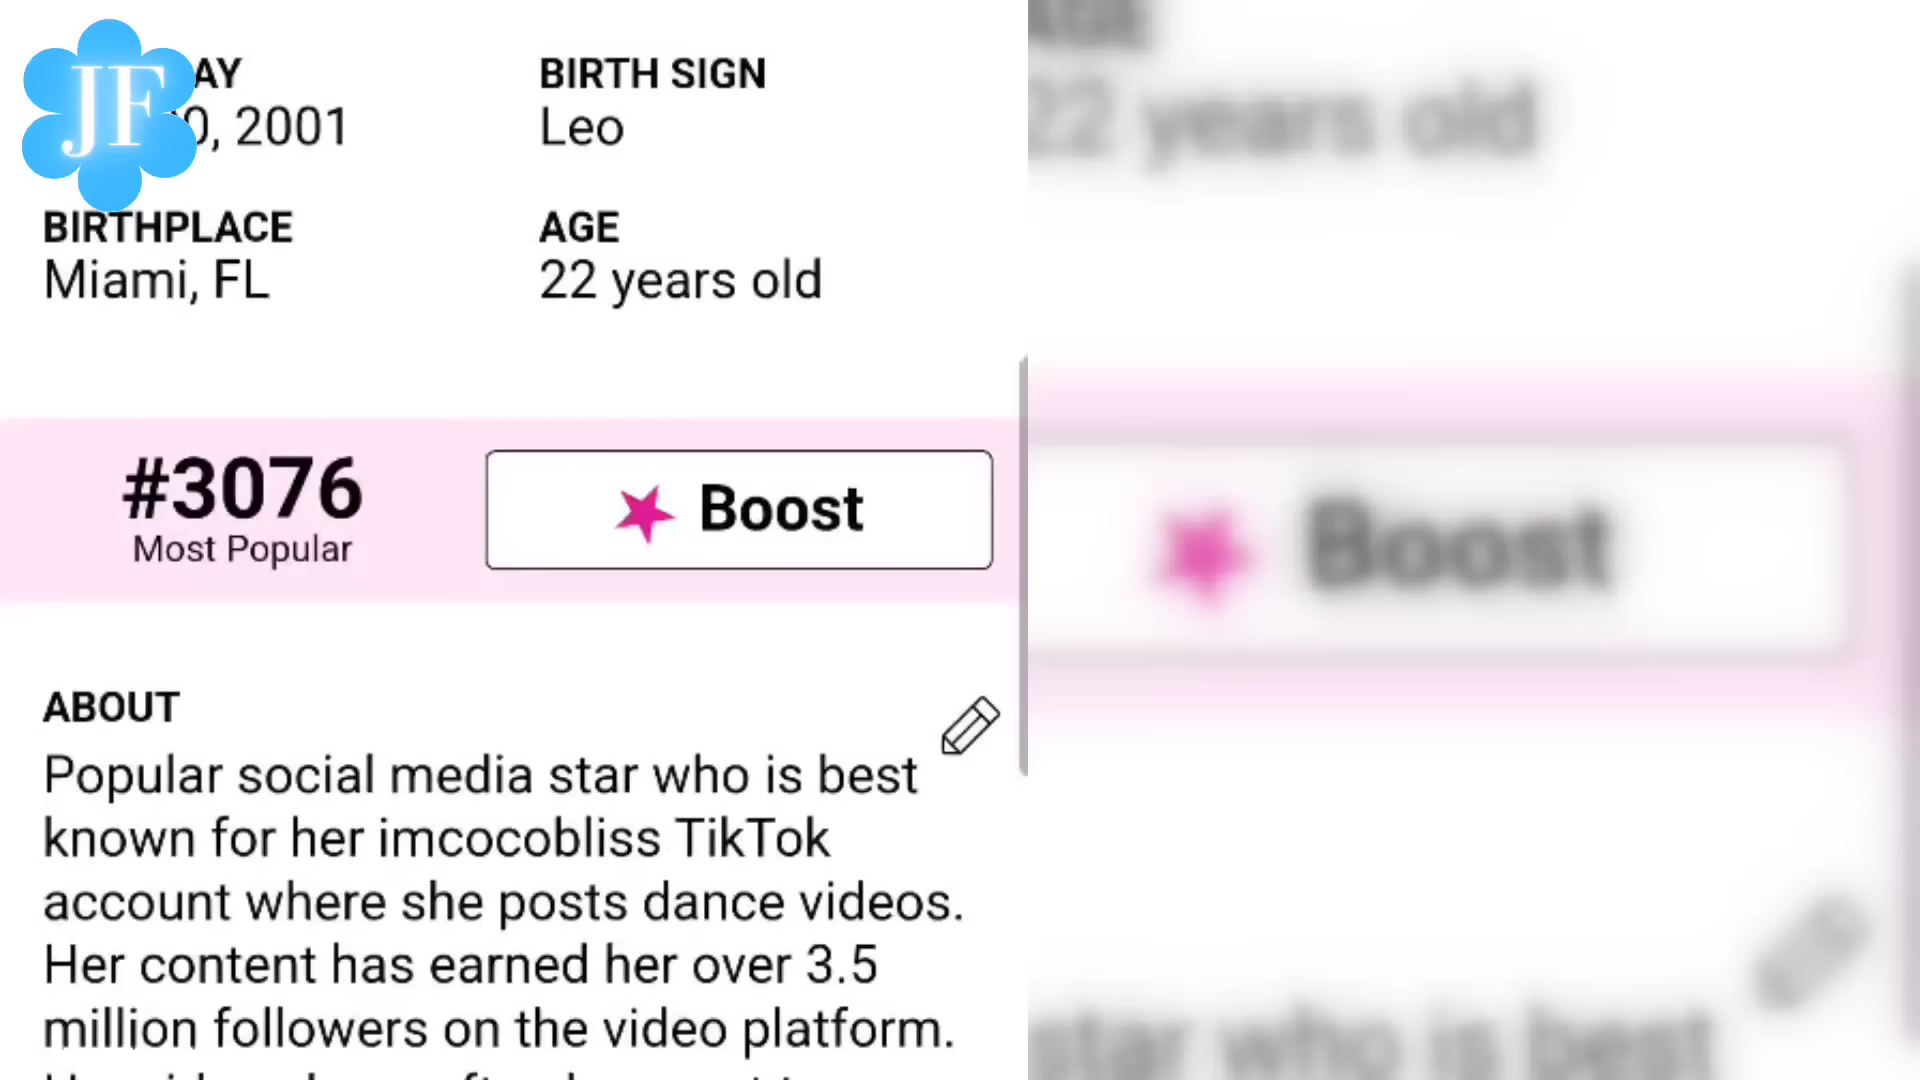 JF
AY
0, 2001
BIRTH SIGN
Leo
BIRTHPLACE
Miami, FL
AGE
22 years old
#3076
Most Popular
Boost
ABOUT
Popular social media star who is best
known for her imcocobliss TikTok
account where she posts dance videos.
Her content has earned her over 3.5
million followers on the video platform.
AGE
22 years old
Boost
star who is best